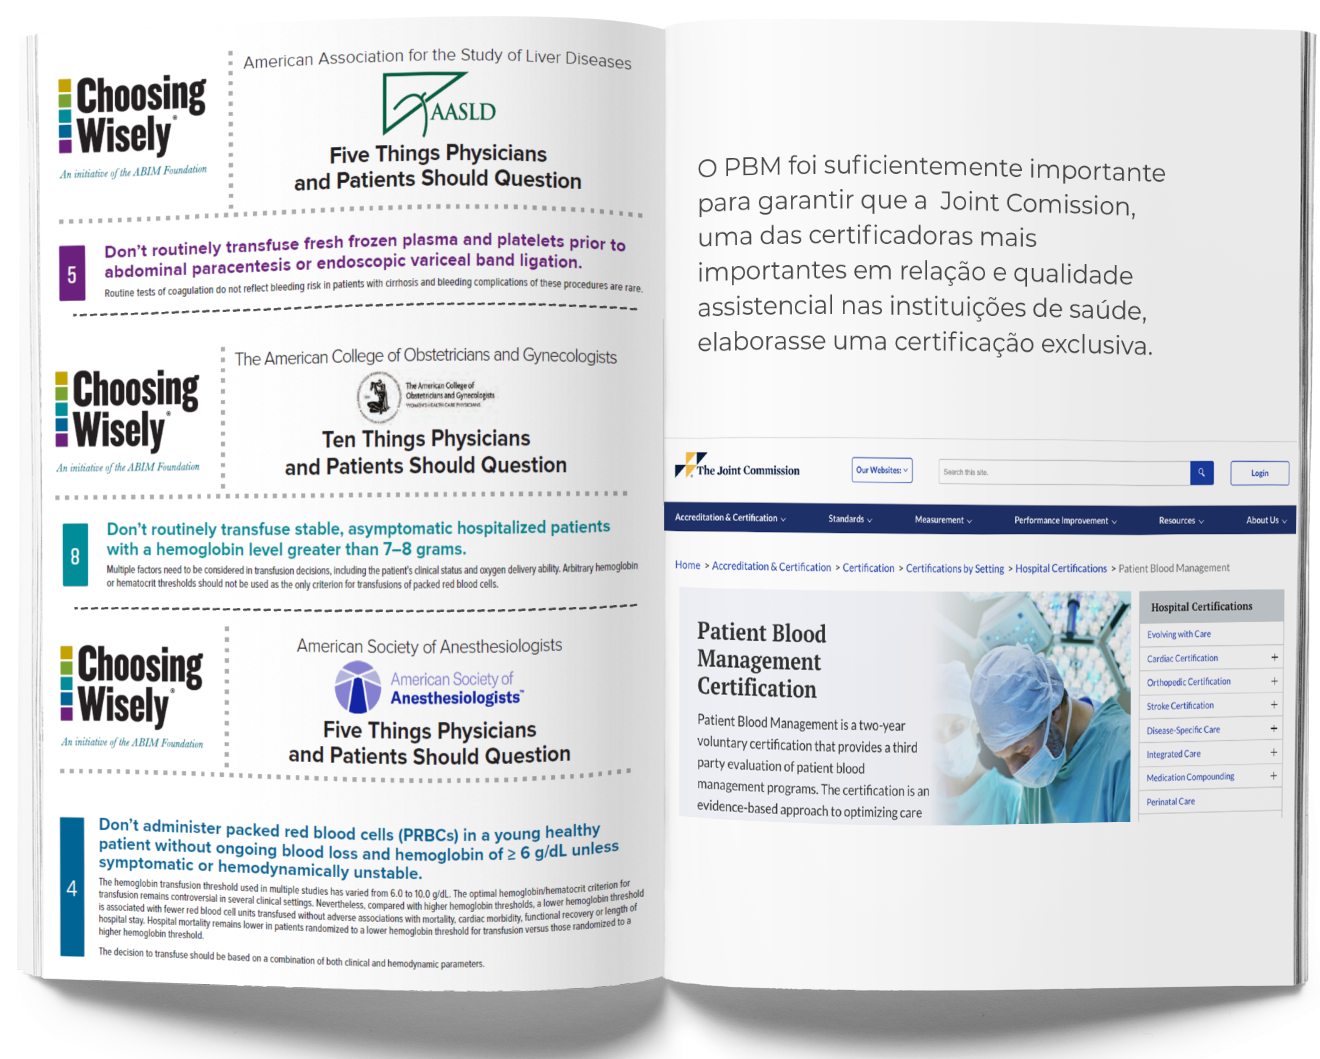 American Association for the Study of Liver Diseases
Choosing
Wisely®
An initiative of the ABIM Foundation
AASLD
Five Things Physicians
and Patients Should Question
5
Don't routinely transfuse fresh frozen plasma and platelets prior to
abdominal paracentesis or endoscopic variceal band ligation.
Routine tests of coagulation do not reflect bleeding risk in patients with cirrhosis and bleeding complications of these procedures are rare.
The American College of Obstetricians and Gynecologists
Choosing
Wisely®
An initiative of the ABIM Foundation
The American College of
Obstetricians and Gynecologists
WOMEN'S HEALTH CARE PHYSICIANS
Ten Things Physicians
and Patients Should Question
8
Don't routinely transfuse stable, asymptomatic hospitalized patients
with a hemoglobin level greater than 7–8 grams.
Multiple factors need to be considered in transfusion decisions, including the patient's clinical status and oxygen delivery ability. Arbitrary hemoglobin
or hematocrit thresholds should not be used as the only criterion for transfusions of packed red blood cells.
American Society of Anesthesiologists
Choosing
Wisely®
An initiative of the ABIM Foundation
American Society of
Anesthesiologists™
Five Things Physicians
and Patients Should Question
4
Don't administer packed red blood cells (PRBCs) in a young healthy
patient without ongoing blood loss and hemoglobin of ≥ 6 g/dL unless
symptomatic or hemodynamically unstable.
The hemoglobin transfusion threshold used in multiple studies has varied from 6.0 to 10.0 g/dL. The optimal hemoglobin/hematocrit criterion for
transfusion remains controversial in several clinical settings. Nevertheless, compared with higher hemoglobin thresholds, a lower hemoglobin threshold
is associated with fewer red blood cell units transfused without adverse associations with mortality, cardiac morbidity, functional recovery or length of
hospital stay. Hospital mortality remains lower in patients randomized to a lower hemoglobin threshold for transfusion versus those randomized to a
higher hemoglobin threshold.
The decision to transfuse should be based on a combination of both clinical and hemodynamic parameters.
O PBM foi suficientemente importante
para garantir que a Joint Comission,
uma das certificadoras mais
importantes em relação e qualidade
assistencial nas instituições de saúde,
elaborasse uma certificação exclusiva.
The Joint Commission
Our Websites:
Search this site.
Login
Accreditation & Certification
Standards
Measurement
Performance Improvement
Resources
About Us
Home > Accreditation & Certification > Certification > Certifications by Setting > Hospital Certifications > Patient Blood Management
Patient Blood
Management
Certification
Patient Blood Management is a two-year
voluntary certification that provides a third
party evaluation of patient blood
management programs. The certification is an
evidence-based approach to optimizing care
Hospital Certifications
Evolving with Care
Cardiac Certification +
Orthopedic Certification +
Stroke Certification +
Disease-Specific Care +
Integrated Care +
Medication Compounding +
Perinatal Care